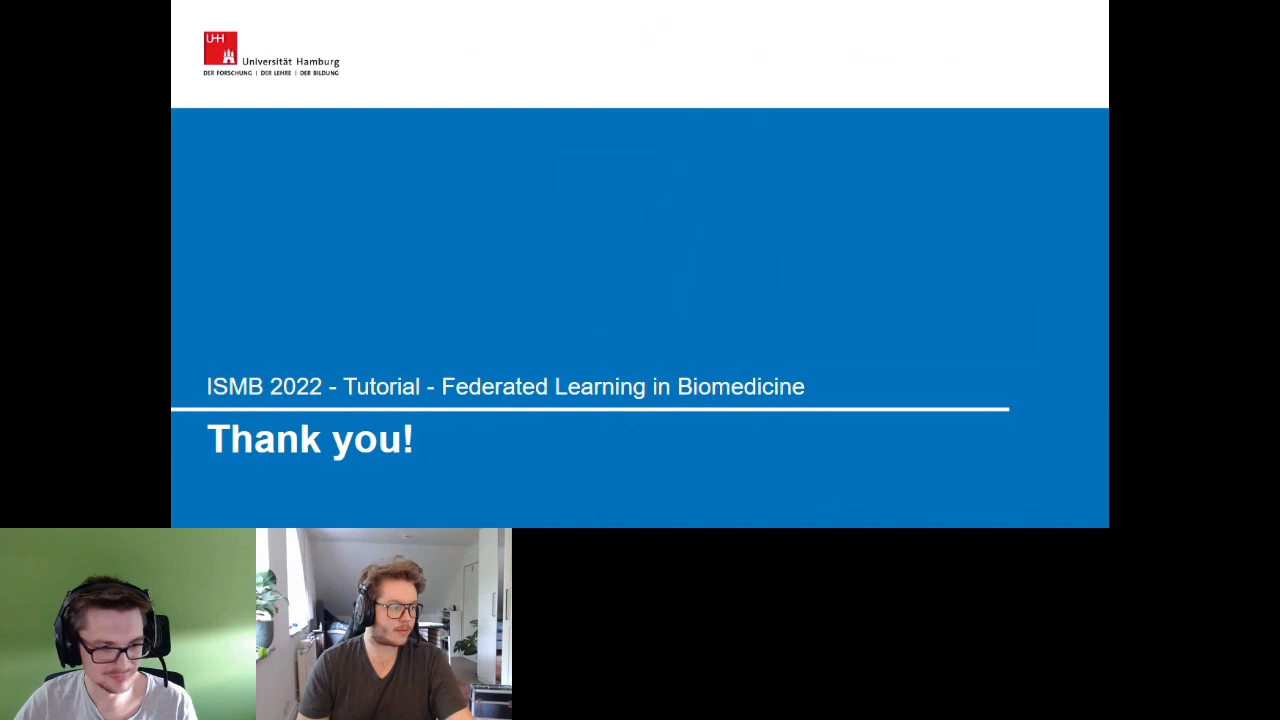 UHH
Universität Hamburg
DER FORSCHUNG | DER LEHRE | DER BILDUNG
ISMB 2022 - Tutorial - Federated Learning in Biomedicine
Thank you!